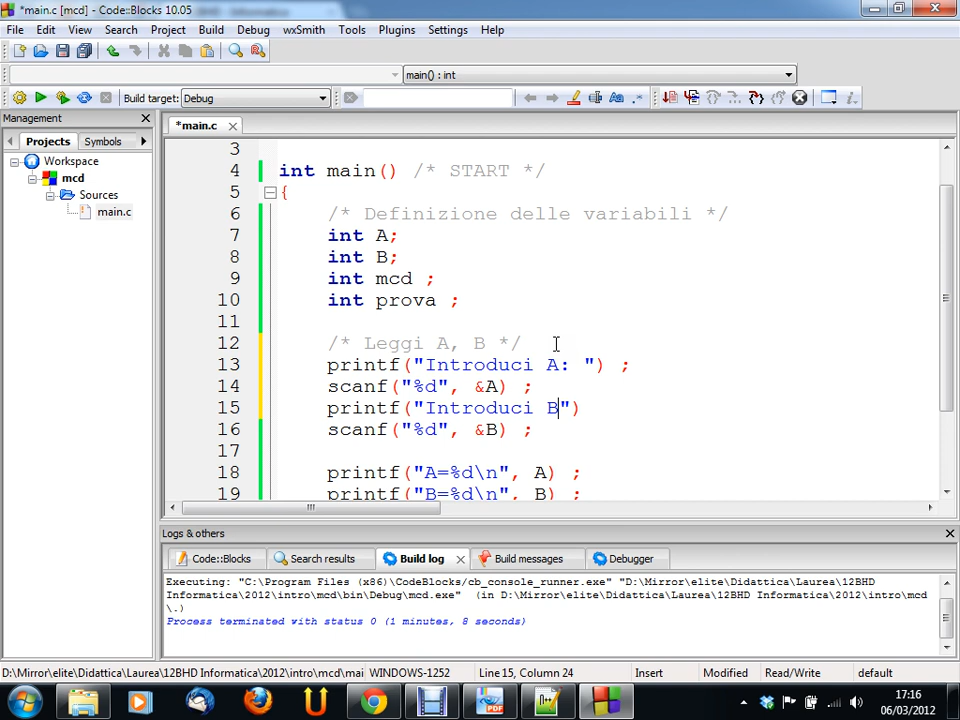 *main.c [mcd] - Code::Blocks 10.05
File Edit View Search Project Build Debug wxSmith Tools Plugins Settings Help
main() : int
Build target: Debug
Management
Projects Symbols
Workspace
mcd
Sources
main.c
*main.c
3
4 int main() /* START */
5 {
6 /* Definizione delle variabili */
7 int A;
8 int B;
9 int mcd ;
10 int prova ;
11
12 /* Leggi A, B */
13 printf("Introduci A: ") ;
14 scanf("%d", &A) ;
15 printf("Introduci B")
16 scanf("%d", &B) ;
17
18 printf("A=%d\n", A) ;
19 printf("B=%d\n", B) ;
Logs & others
Code::Blocks Search results Build log Build messages Debugger
Executing: "C:\Program Files (x86)\CodeBlocks/cb_console_runner.exe" "D:\Mirror\elite\Didattica\Laurea\12BHD
Informatica\2012\intro\mcd\bin\Debug\mcd.exe" (in D:\Mirror\elite\Didattica\Laurea\12BHD Informatica\2012\intro\mcd
\.)
Process terminated with status 0 (1 minutes, 8 seconds)
D:\Mirror\elite\Didattica\Laurea\12BHD Informatica\2012\intro\mcd\mai WINDOWS-1252 Line 15, Column 24 Insert Modified Read/Write default
17:16
06/03/2012